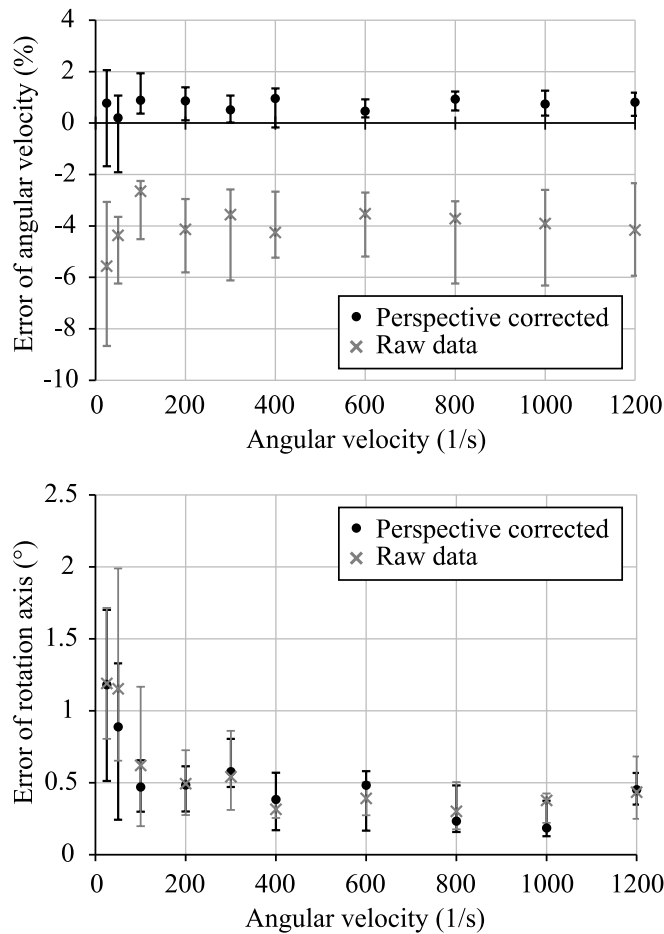 4
2
0
-2
-4
-6
-8
-10
Error of angular velocity (%)
Perspective corrected
Raw data
0 200 400 600 800 1000 1200
Angular velocity (1/s)
2.5
2
1.5
1
0.5
0
Error of rotation axis (°)
Perspective corrected
Raw data
0 200 400 600 800 1000 1200
Angular velocity (1/s)